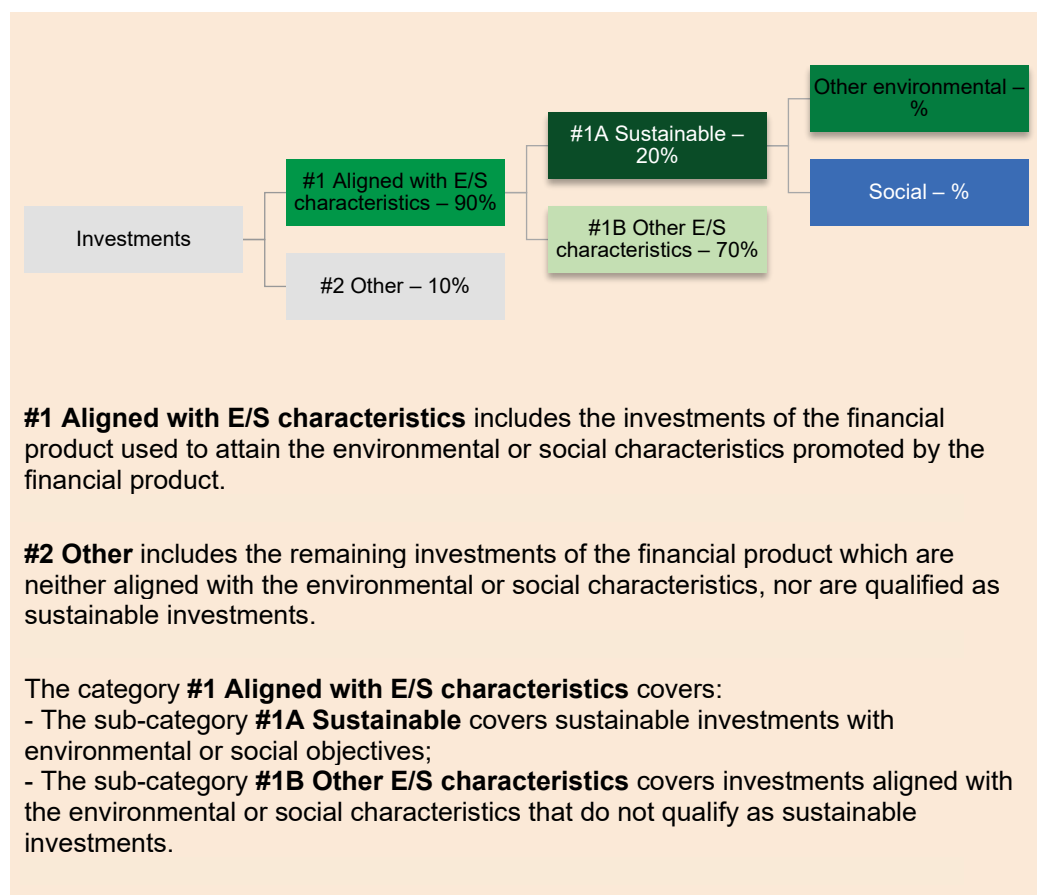 Other environmental –
%
#1A Sustainable –
20%
#1 Aligned with E/S
characteristics – 90%
Social – %
Investments
#1B Other E/S
characteristics – 70%
#2 Other – 10%
#1 Aligned with E/S characteristics includes the investments of the financial
product used to attain the environmental or social characteristics promoted by the
financial product.
#2 Other includes the remaining investments of the financial product which are
neither aligned with the environmental or social characteristics, nor are qualified as
sustainable investments.
The category #1 Aligned with E/S characteristics covers:
- The sub-category #1A Sustainable covers sustainable investments with
environmental or social objectives;
- The sub-category #1B Other E/S characteristics covers investments aligned with
the environmental or social characteristics that do not qualify as sustainable
investments.